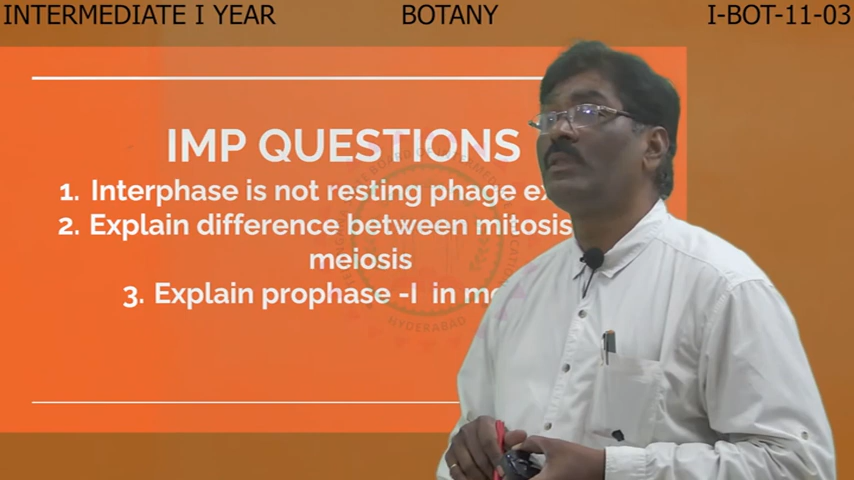 INTERMEDIATE I YEAR BOTANY I-BOT-11-03
IMP QUESTIONS
1. Interphase is not resting phage
2. Explain difference between mitosis
meiosis
3. Explain prophase -I in
HYDERABAD